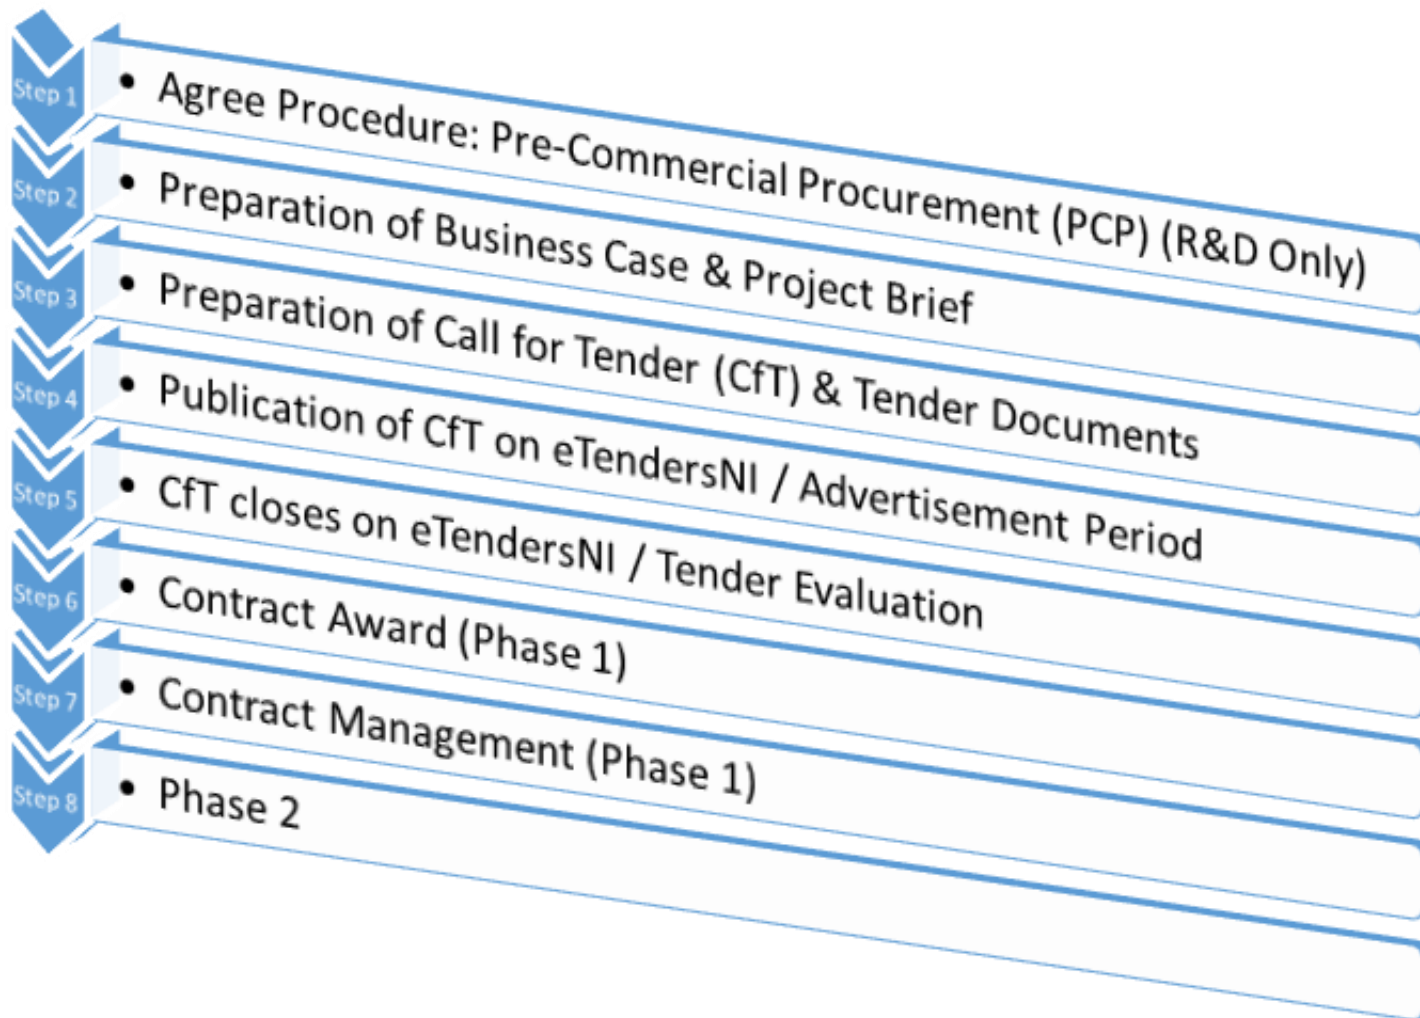 Step 1
• Agree Procedure: Pre-Commercial Procurement (PCP) (R&D Only)
Step 2
• Preparation of Business Case & Project Brief
Step 3
• Preparation of Call for Tender (CfT) & Tender Documents
Step 4
• Publication of CfT on eTendersNI / Advertisement Period
Step 5
• CfT closes on eTendersNI / Tender Evaluation
Step 6
• Contract Award (Phase 1)
Step 7
• Contract Management (Phase 1)
Step 8
• Phase 2